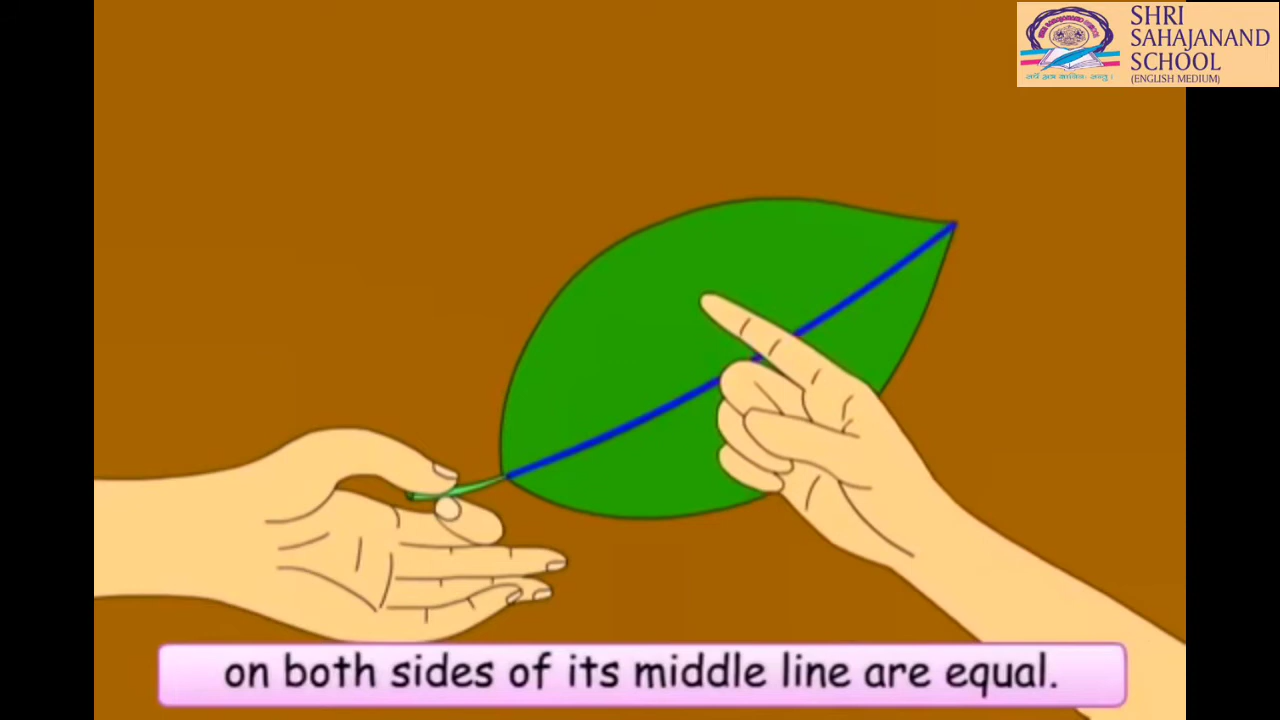 SHRI
SAHAJANAND
SCHOOL
(ENGLISH MEDIUM)
on both sides of its middle line are equal.